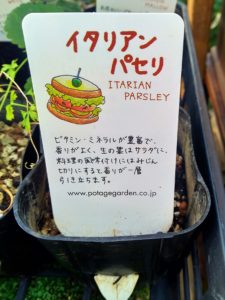 イタリアン
パセリ
ITARIAN
PARSLEY
ビタミン・ミネラルが豊富で、
香りがよく、生の葉はサラダに、
料理の風味付けにはみじん
切りにすると香りが一層
引き立ちます。
www.potagegarden.co.jp